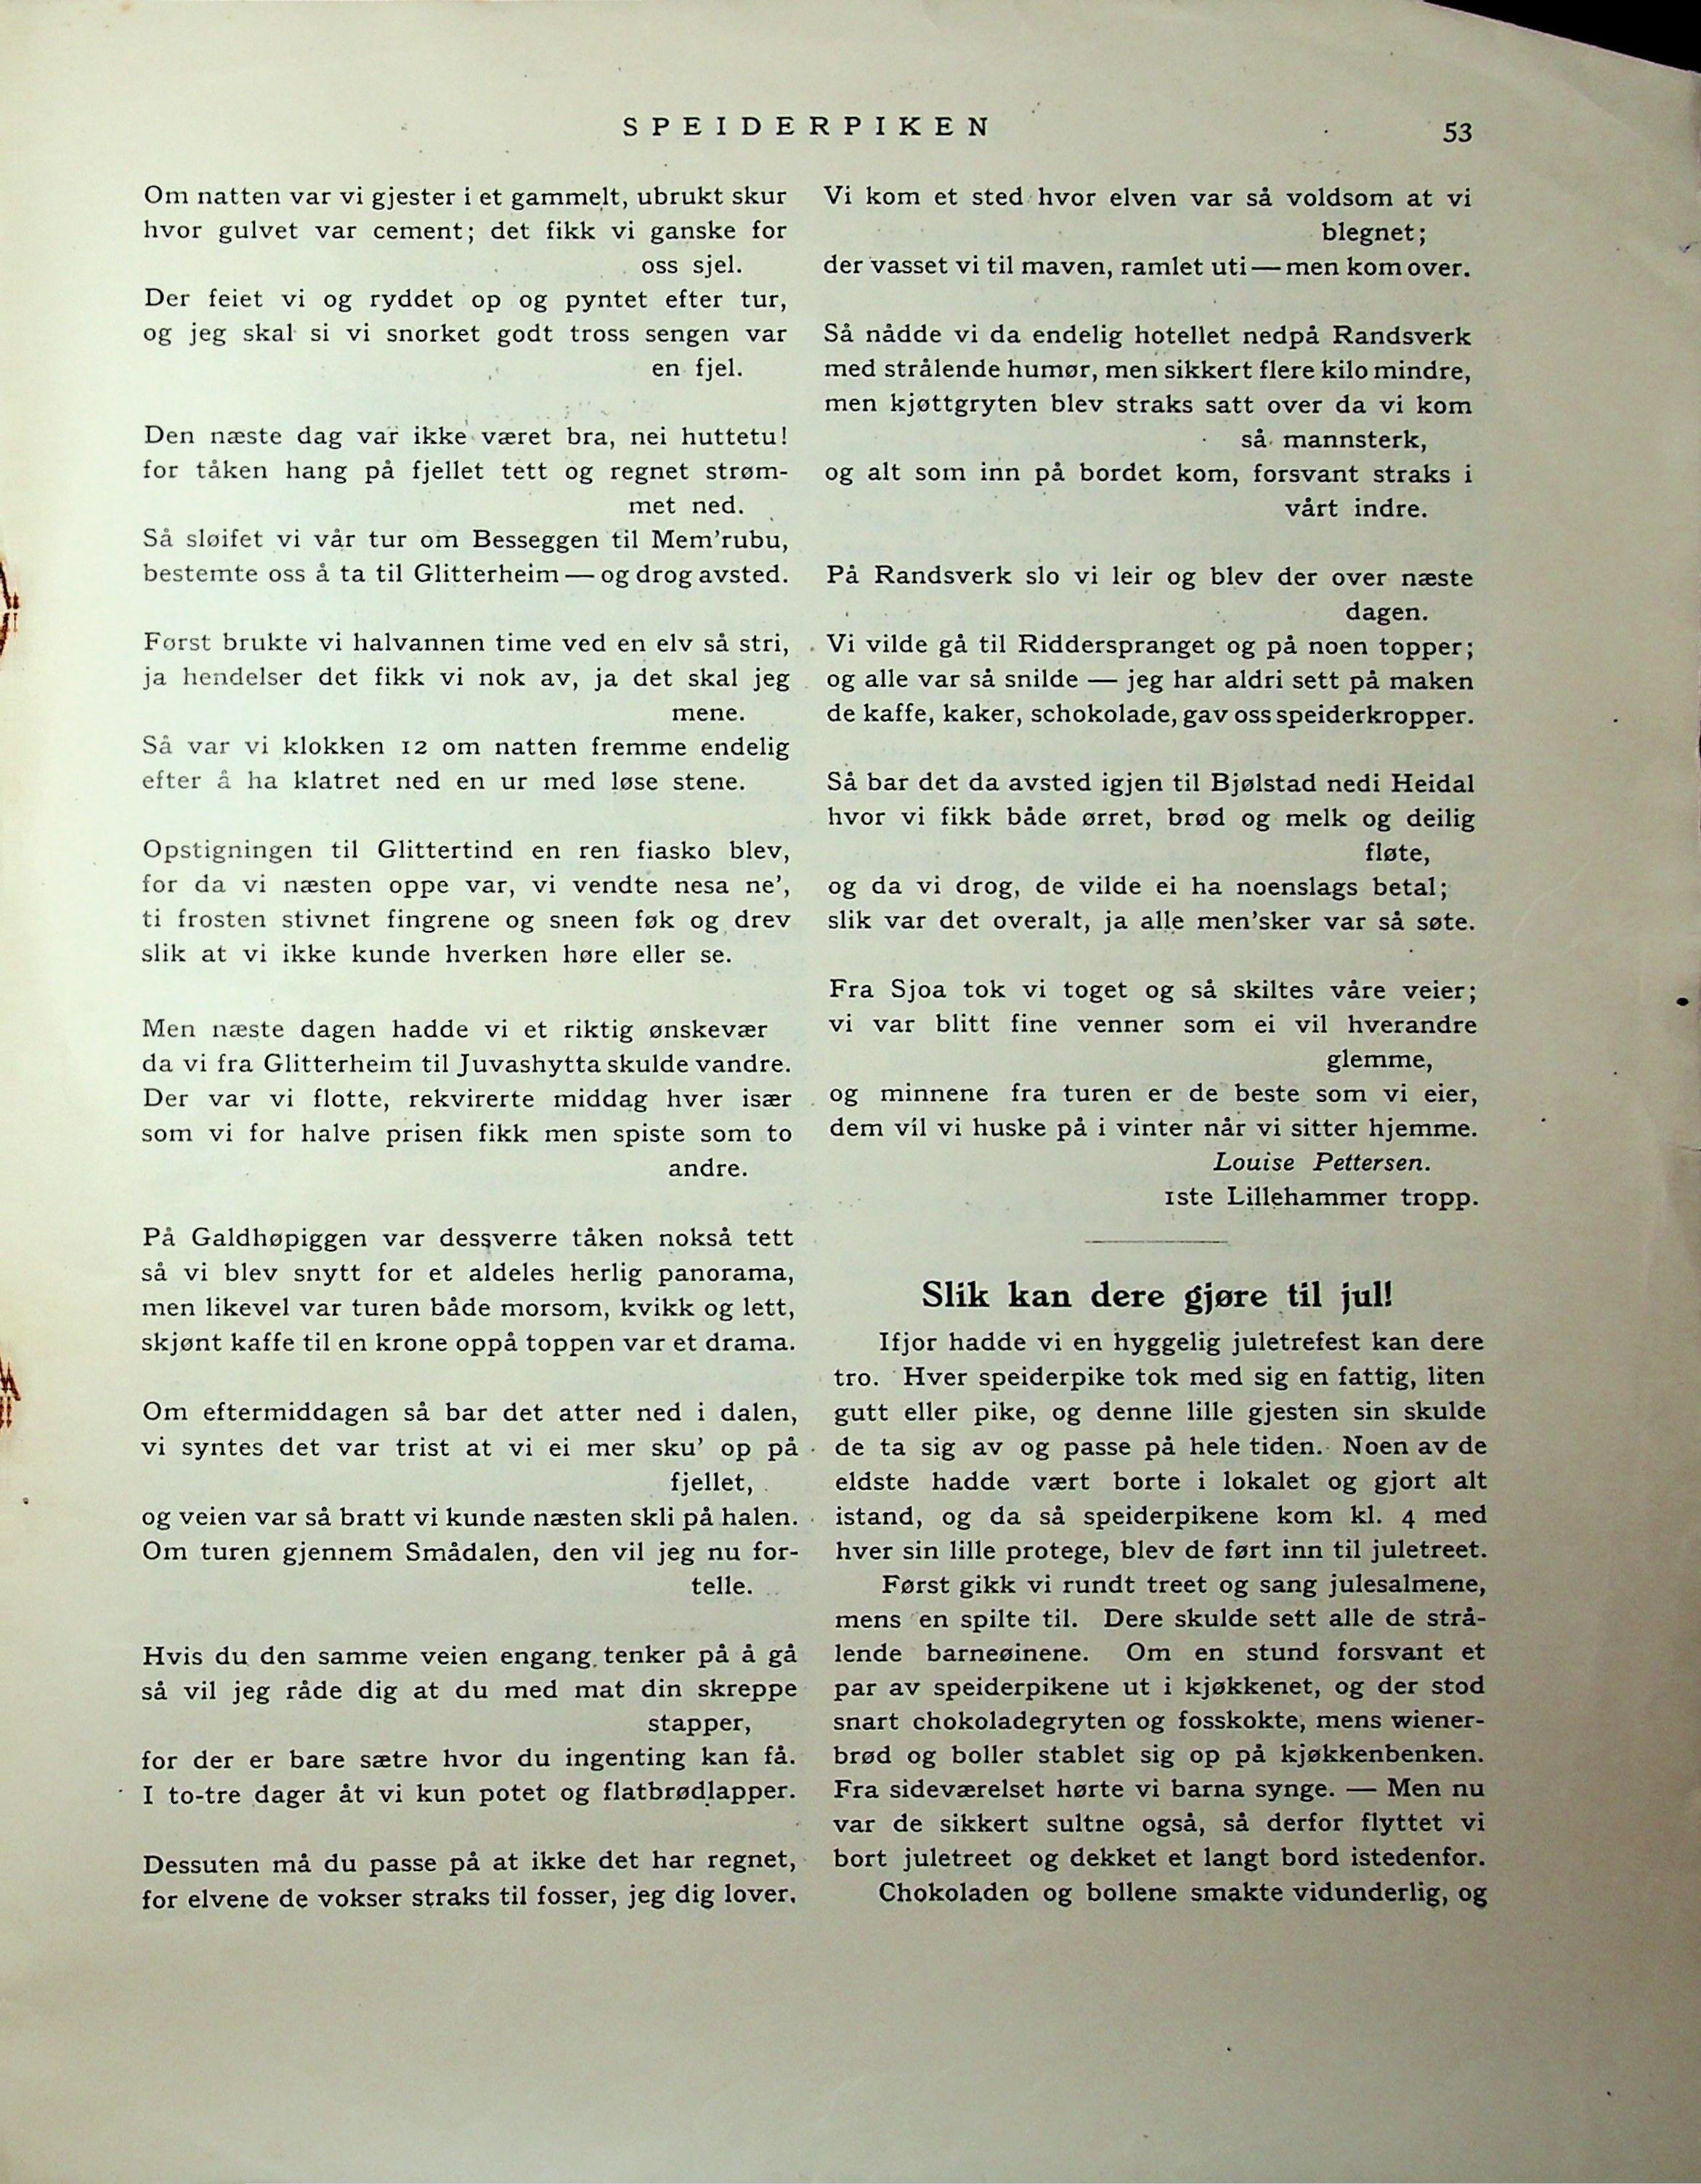 SPEIDERPIKEN
53
Om natten var vi gjester i et gammelt, ubrukt skur
hvor gulvet var cement; det fikk vi ganske for
oss sjel.
Der feiet vi og ryddet op og pyntet efter tur,
og jeg skal si vi snorket godt tross sengen var
en fjel.
Den næste dag var ikke været bra, nei huttetu!
for tåken hang på fjellet tett og regnet strøm-
met ned.
Så sløifet vi vår tur om Besseggen til Mem'rubu,
bestemte oss å ta til Glitterheim — og drog avsted.
Først brukte vi halvannen time ved en elv så stri,
ja hendelser det fikk vi nok av, ja det skal jeg
mene.
Så var vi klokken 12 om natten fremme endelig
efter å ha klatret ned en ur med løse stene.
Opstigningen til Glittertind en ren fiasko blev,
for da vi næsten oppe var, vi vendte nesa ne',
ti frosten stivnet fingrene og sneen føk og drev
slik at vi ikke kunde hverken høre eller se.
Men næste dagen hadde vi et riktig ønskevær
da vi fra Glitterheim til Juvashytta skulde vandre.
Der var vi flotte, rekvirerte middag hver især
som vi for halve prisen fikk men spiste som to
andre.
På Galdhøpiggen var dessverre tåken nokså tett
så vi blev snytt for et aldeles herlig panorama,
men likevel var turen både morsom, kvikk og lett,
skjønt kaffe til en krone oppå toppen var et drama.
Om eftermiddagen så bar det atter ned i dalen,
vi syntes det var trist at vi ei mer sku' op på
fjellet,
og veien var så bratt vi kunde næsten skli på halen.
Om turen gjennem Smådalen, den vil jeg nu for-
telle.
Hvis du den samme veien engang tenker på å gå
så vil jeg råde dig at du med mat din skreppe
stapper,
for der er bare sætre hvor du ingenting kan få.
I to-tre dager åt vi kun potet og flatbrødlapper.
Dessuten må du passe på at ikke det har regnet,
for elvene de vokser straks til fosser, jeg dig lover.
Vi kom et sted hvor elven var så voldsom at vi
blegnet;
der vasset vi til maven, ramlet uti — men kom over.
Så nådde vi da endelig hotellet nedpå Randsverk
med strålende humør, men sikkert flere kilo mindre,
men kjøttgryten blev straks satt over da vi kom
så mannsterk,
og alt som inn på bordet kom, forsvant straks i
vårt indre.
På Randsverk slo vi leir og blev der over næste
dagen.
Vi vilde gå til Ridderspranget og på noen topper;
og alle var så snilde — jeg har aldri sett på maken
de kaffe, kaker, schokolade, gav oss speiderkropper.
Så bar det da avsted igjen til Bjølstad nedi Heidal
hvor vi fikk både ørret, brød og melk og deilig
fløte,
og da vi drog, de vilde ei ha noenslags betal;
slik var det overalt, ja alle men'sker var så søte.
Fra Sjoa tok vi toget og så skiltes våre veier;
vi var blitt fine venner som ei vil hverandre
glemme,
og minnene fra turen er de beste som vi eier,
dem vil vi huske på i vinter når vi sitter hjemme.
Louise Pettersen.
1ste Lillehammer tropp.
Slik kan dere gjøre til jul!
Ifjor hadde vi en hyggelig juletrefest kan dere
tro. Hver speiderpike tok med sig en fattig, liten
gutt eller pike, og denne lille gjesten sin skulde
de ta sig av og passe på hele tiden. Noen av de
eldste hadde vært borte i lokalet og gjort alt
istand, og da så speiderpikene kom kl. 4 med
hver sin lille protege, blev de ført inn til juletreet.
Først gikk vi rundt treet og sang julesalmene,
mens en spilte til. Dere skulde sett alle de strå-
lende barneøinene. Om en stund forsvant et
par av speiderpikene ut i kjøkkenet, og der stod
snart chokoladegryten og fosskokte, mens wiener-
brød og boller stablet sig op på kjøkkenbenken.
Fra sideværelset hørte vi barna synge. — Men nu
var de sikkert sultne også, så derfor flyttet vi
bort juletreet og dekket et langt bord istedenfor.
Chokoladen og bollene smakte vidunderlig, og